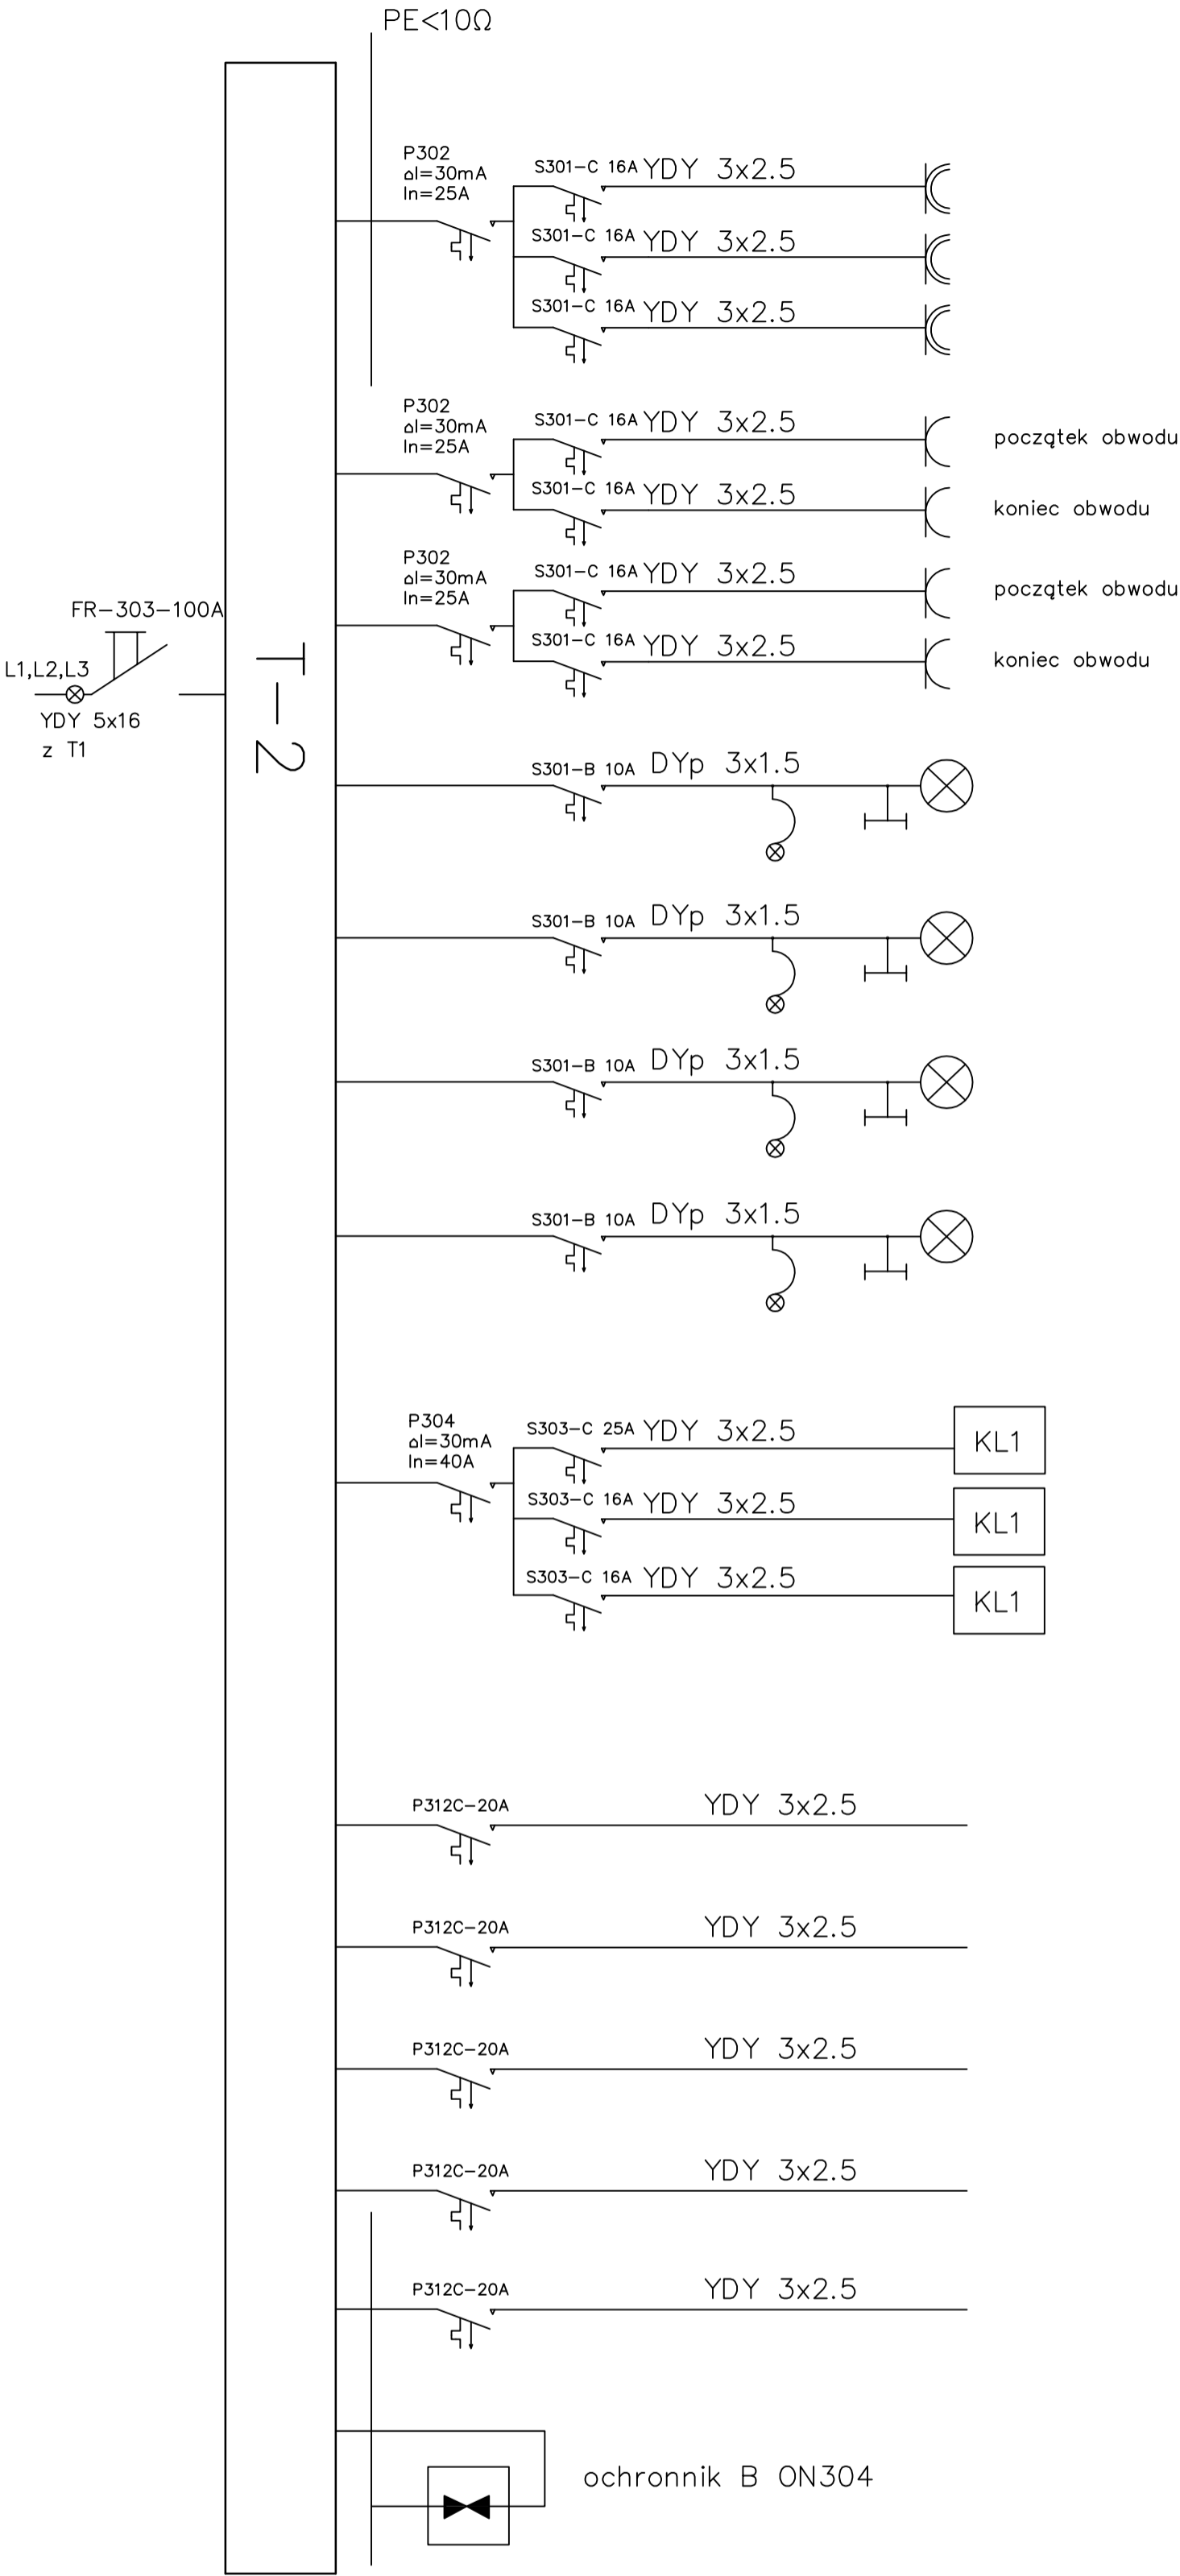 PE<10Ω
P302
ΔI=30mA
In=25A
S301-C 16A YDY 3x2.5
S301-C 16A YDY 3x2.5
S301-C 16A YDY 3x2.5
P302
ΔI=30mA
In=25A
S301-C 16A YDY 3x2.5
początek obwodu
S301-C 16A YDY 3x2.5
koniec obwodu
P302
ΔI=30mA
In=25A
S301-C 16A YDY 3x2.5
początek obwodu
S301-C 16A YDY 3x2.5
koniec obwodu
FR-303-100A
L1,L2,L3
YDY 5x16
z T1
T-2
S301-B 10A DYp 3x1.5
S301-B 10A DYp 3x1.5
S301-B 10A DYp 3x1.5
S301-B 10A DYp 3x1.5
P304
ΔI=30mA
In=40A
S303-C 25A YDY 3x2.5
KL1
S303-C 16A YDY 3x2.5
KL1
S303-C 16A YDY 3x2.5
KL1
P312C-20A YDY 3x2.5
P312C-20A YDY 3x2.5
P312C-20A YDY 3x2.5
P312C-20A YDY 3x2.5
P312C-20A YDY 3x2.5
ochronnik B ON304